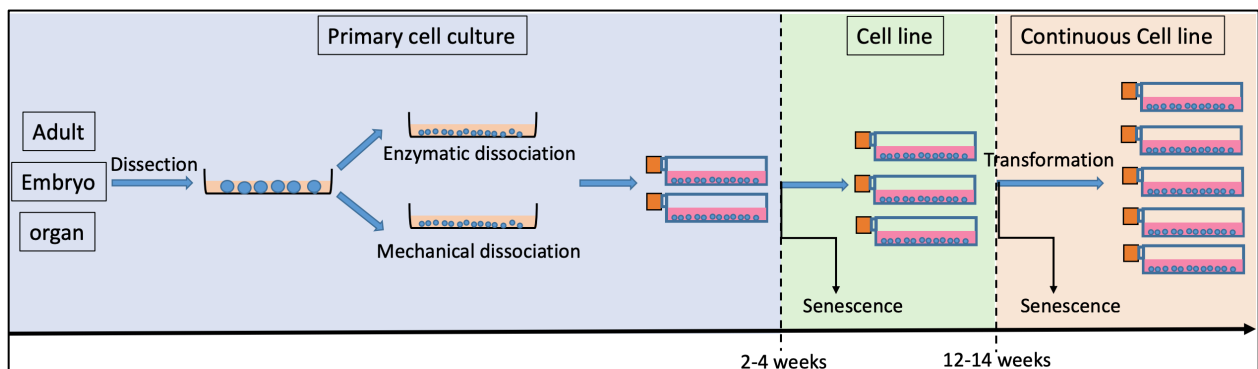 Primary cell culture
Cell line
Continuous Cell line
Adult
Embryo
organ
Dissection
Enzymatic dissociation
Mechanical dissociation
Transformation
Senescence
Senescence
2-4 weeks
12-14 weeks